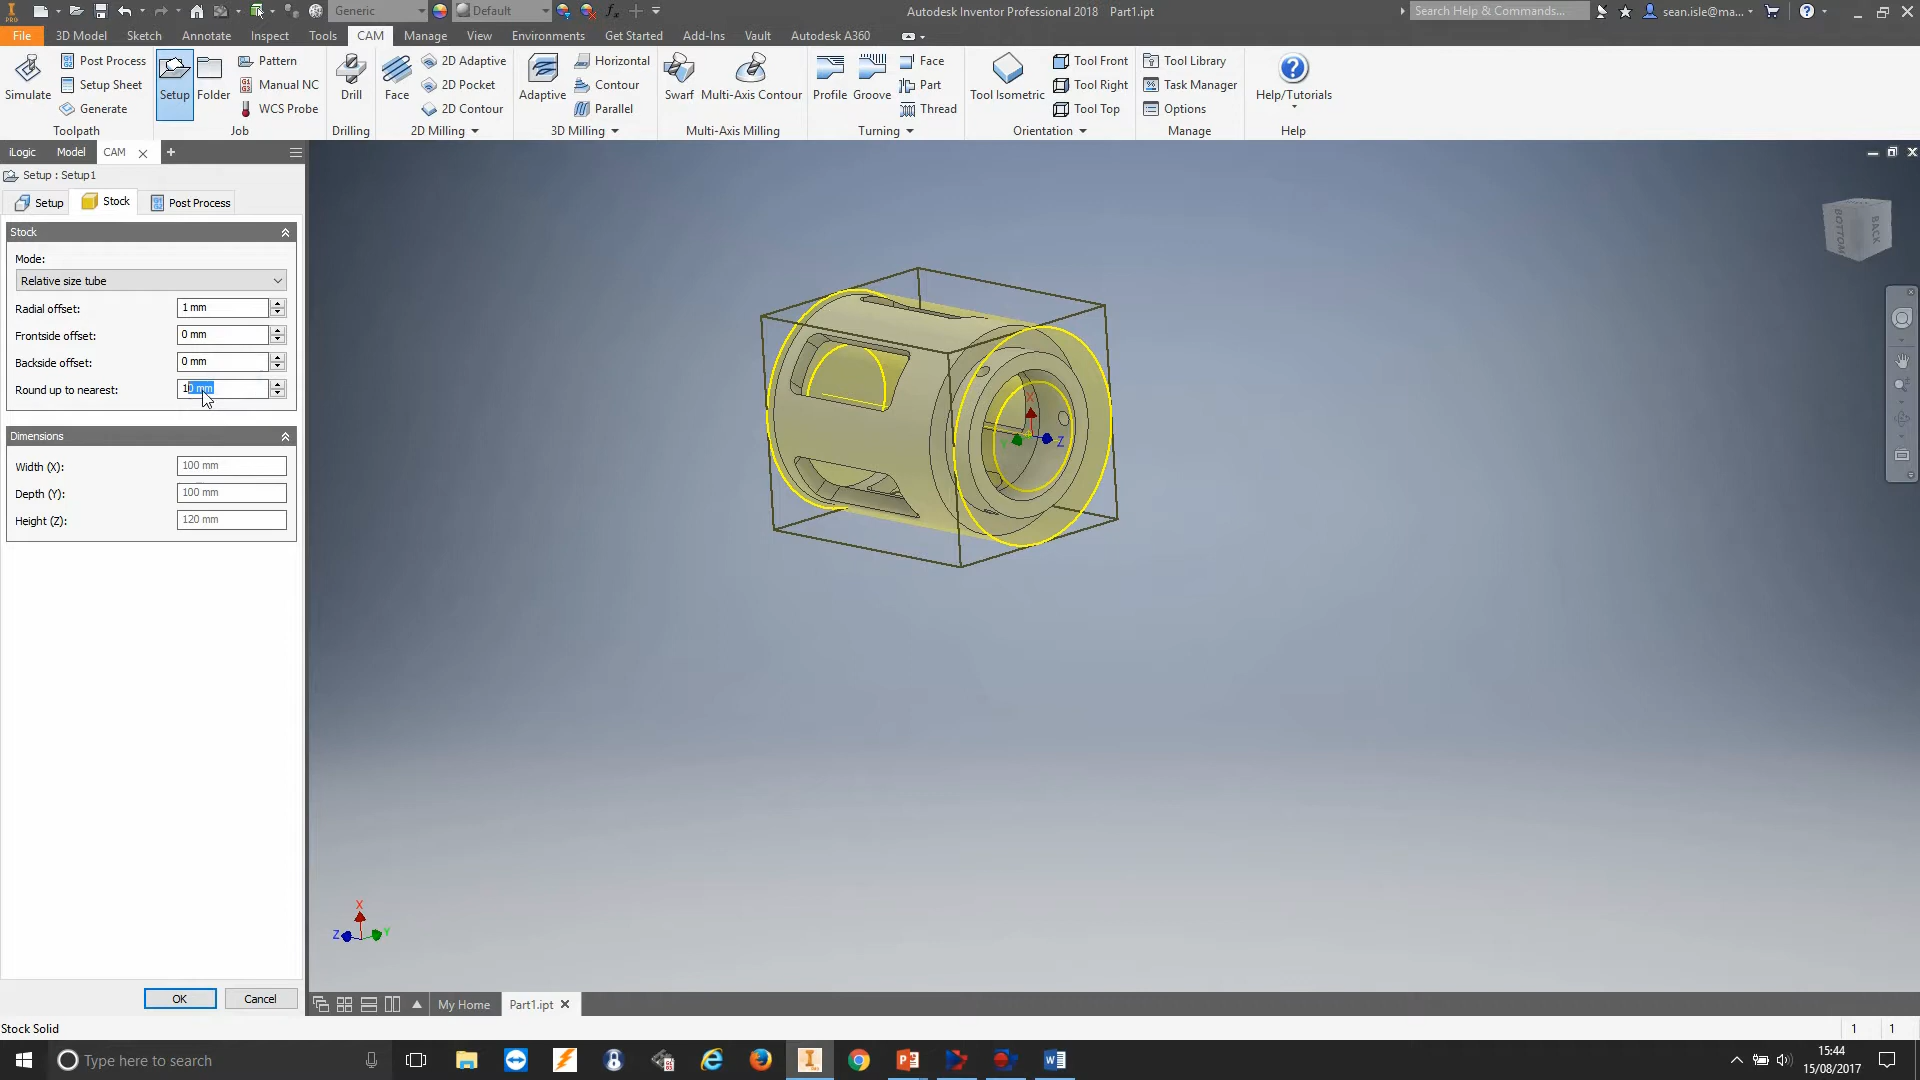 Generic
Default
Autodesk Inventor Professional 2018 Part1.ipt
Search Help & Commands...
sean.isle@ma...
File 3D Model Sketch Annotate Inspect Tools CAM Manage View Environments Get Started Add-Ins Vault Autodesk A360
Simulate
Post Process
Setup Sheet
Generate
Toolpath
Setup
Folder
Pattern
Manual NC
WCS Probe
Job
Drill
Drilling
Face
2D Adaptive
2D Pocket
2D Contour
2D Milling
Adaptive
Horizontal
Contour
Parallel
3D Milling
Swarf
Multi-Axis Contour
Multi-Axis Milling
Profile
Groove
Face
Part
Thread
Turning
Tool Isometric
Tool Front
Tool Right
Tool Top
Orientation
Tool Library
Task Manager
Options
Manage
Help/Tutorials
Help
iLogic Model CAM
Setup : Setup1
Setup Stock Post Process
Stock
Mode:
Relative size tube
Radial offset: 1 mm
Frontside offset: 0 mm
Backside offset: 0 mm
Round up to nearest: 10 mm
Dimensions
Width (X): 100 mm
Depth (Y): 100 mm
Height (Z): 120 mm
OK Cancel
BOTTOM
BACK
X
Y
Z
X
Z
Y
My Home Part1.ipt
Stock Solid
1 1
Type here to search
15:44
15/08/2017